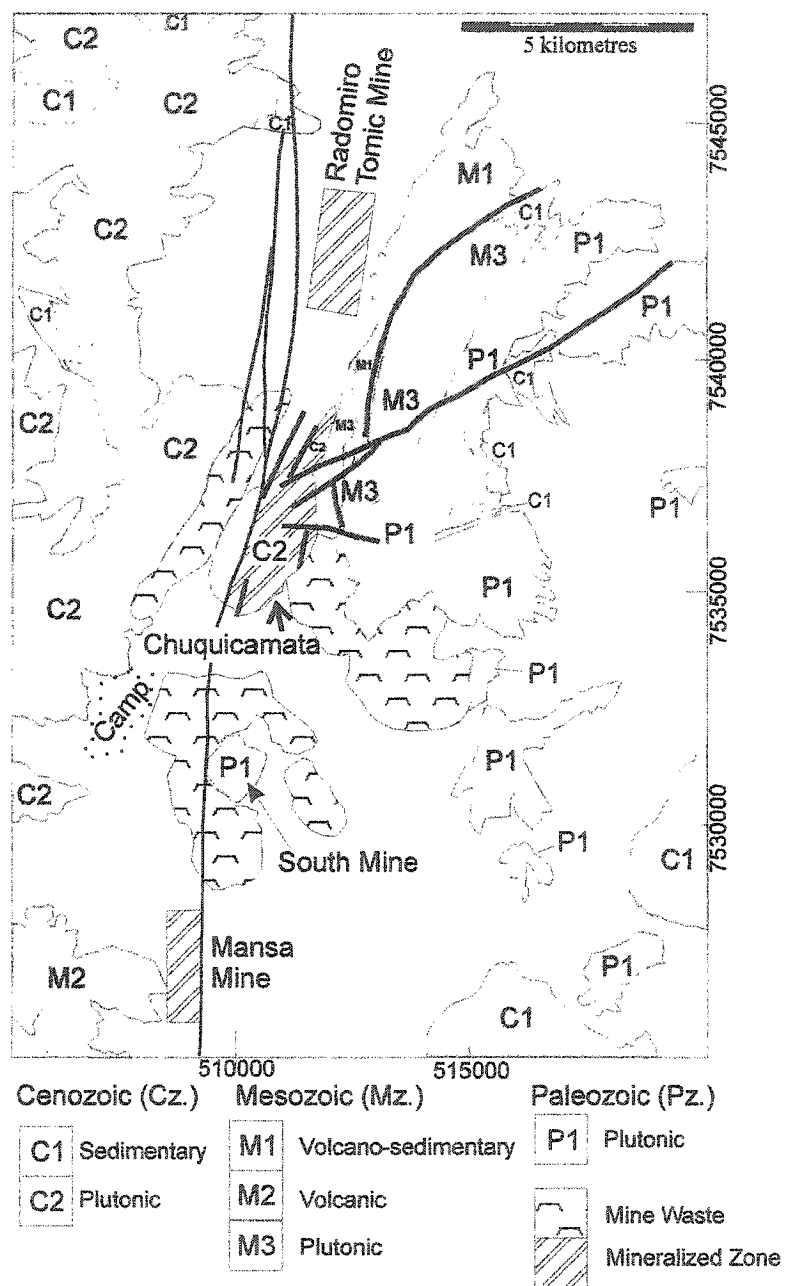 C2
C1
5 kilometres
C1
C2
C1
Radomiro
Tomic Mine
7545000
M1
C1
C2
M3
P1
C1
P1
M1
P1
C1
7540000
M3
C2
C2
M3
C2
C1
M3
C1
P1
C2
P1
P1
7535000
C2
Chuquicamata
P1
Camp
P1
P1
C2
P1
C1
7530000
South Mine
Mansa
Mine
M2
P1
C1
510000
515000
Cenozoic (Cz.)
C1 Sedimentary
C2 Plutonic
Mesozoic (Mz.)
M1 Volcano-sedimentary
M2 Volcanic
M3 Plutonic
Paleozoic (Pz.)
P1 Plutonic
Mine Waste
Mineralized Zone